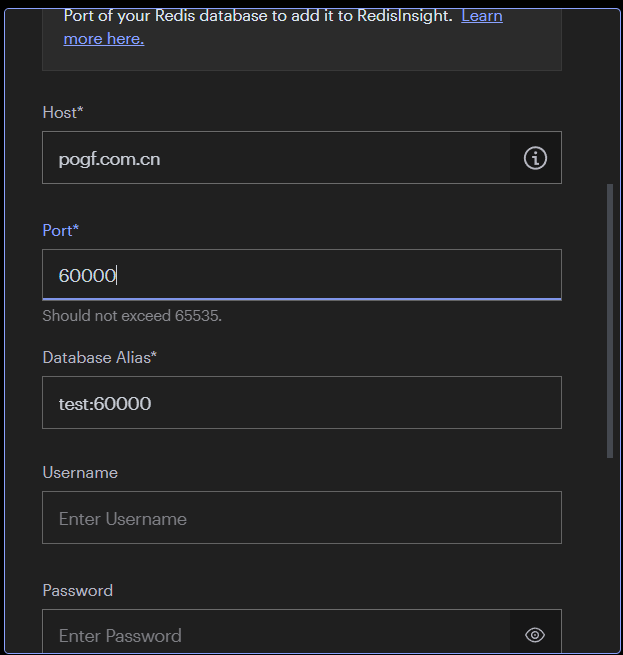 Port of your Redis database to add it to RedisInsight. Learn
more here.
Host*
pogf.com.cn
Port*
60000
Should not exceed 65535.
Database Alias*
test:60000
Username
Enter Username
Password
Enter Password